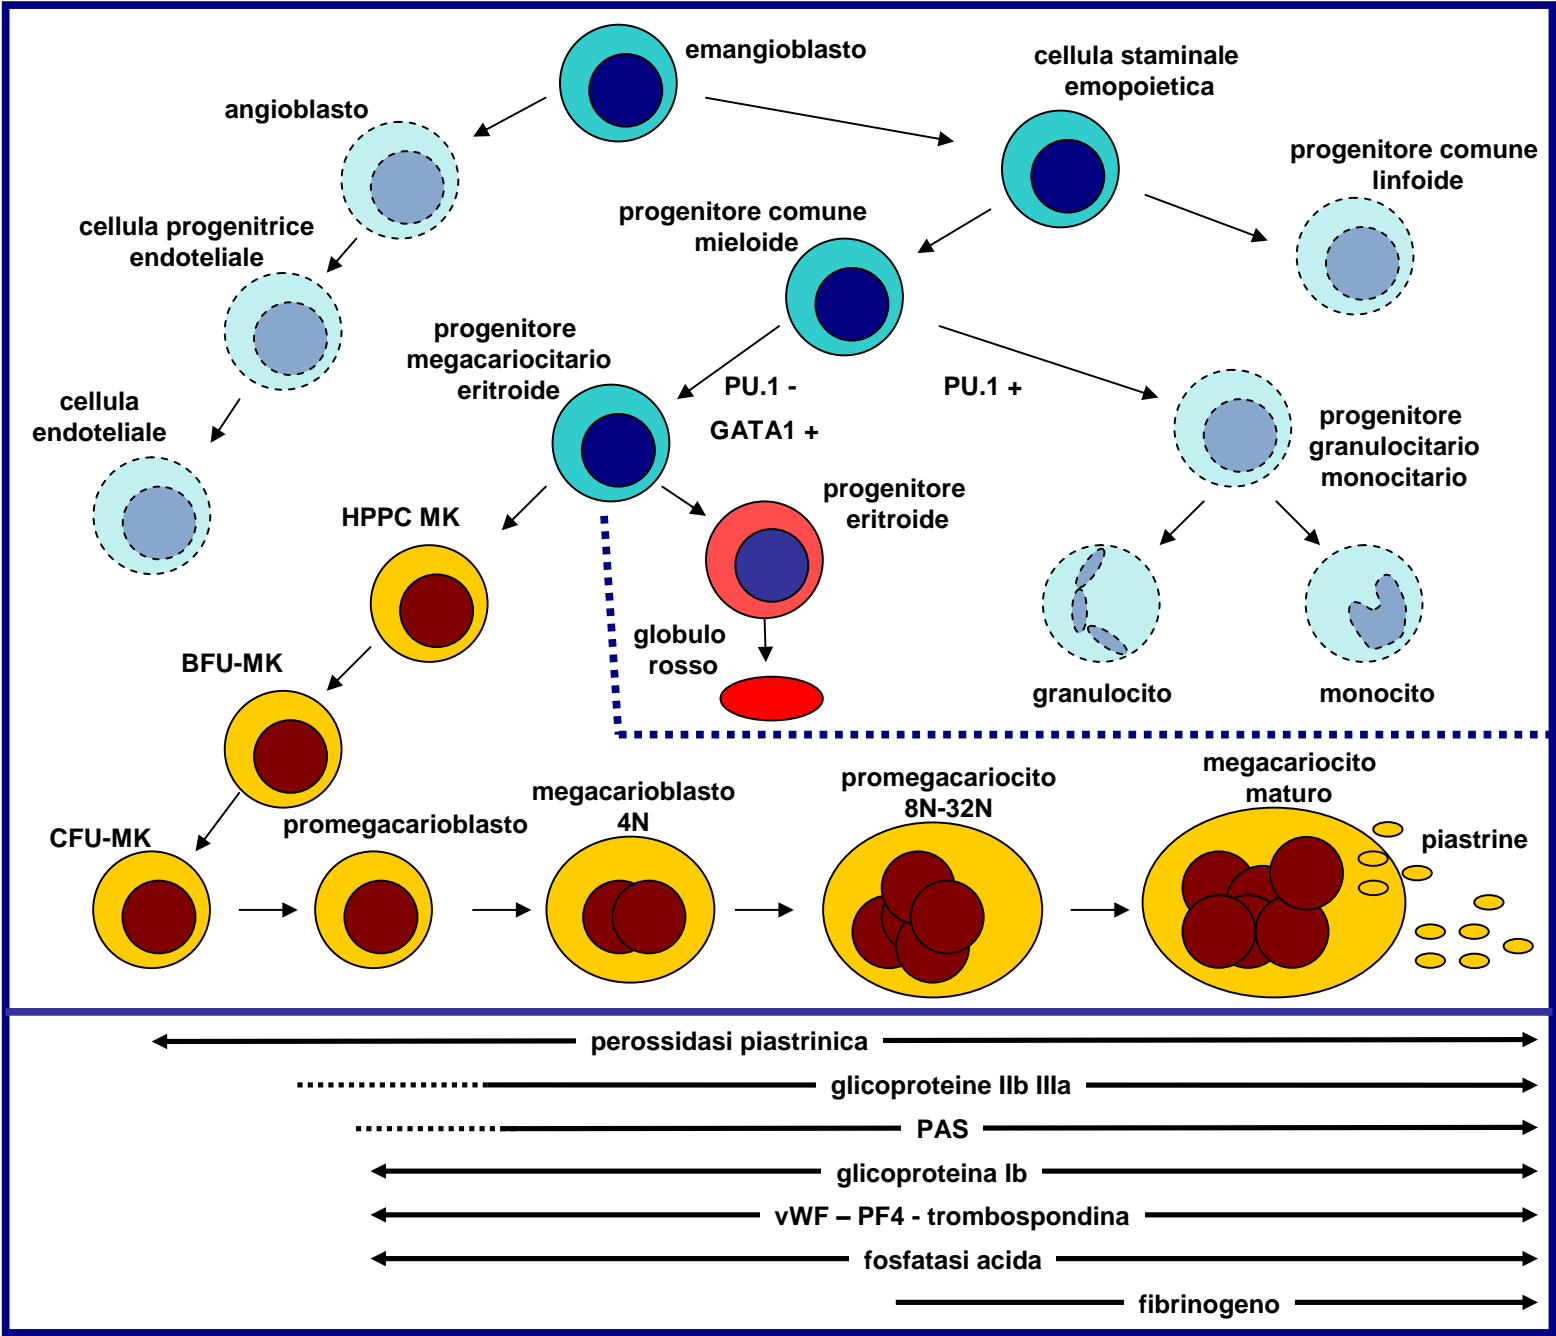 emangioblasto
cellula staminale
emopoietica
angioblasto
progenitore comune
linfoide
progenitore comune
mieloide
cellula progenitrice
endoteliale
progenitore
megacariocitario
eritroide
PU.1 -
GATA1 +
PU.1 +
cellula
endoteliale
progenitore
granulocitario
monocitario
progenitore
eritroide
HPPC MK
globulo
rosso
BFU-MK
granulocito
monocito
CFU-MK
promegacarioblasto
megacarioblasto
4N
promegacariocito
8N-32N
megacariocito
maturo
piastrine
perossidasi piastrinica
glicoproteine IIb IIIa
PAS
glicoproteina Ib
vWF – PF4 - trombospondina
fosfatasi acida
fibrinogeno